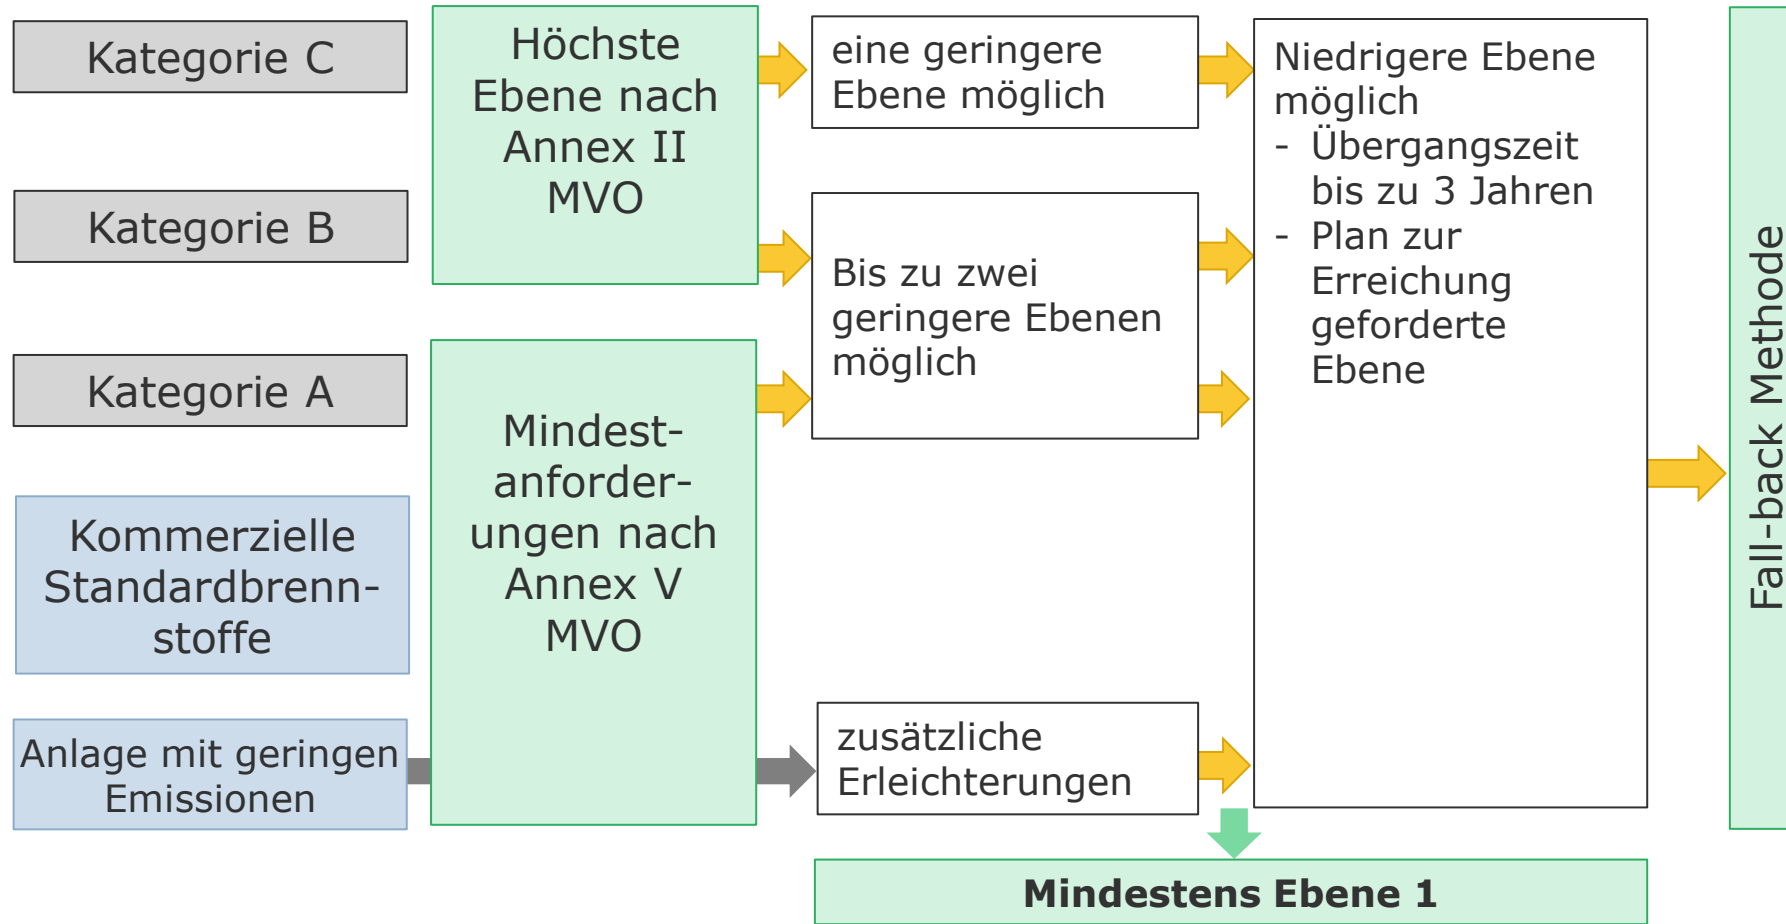 Kategorie C
Kategorie B
Kategorie A
Kommerzielle
Standardbrenn-
stoffe
Anlage mit geringen
Emissionen
Höchste
Ebene nach
Annex II
MVO
Mindest-
anforder-
ungen nach
Annex V
MVO
eine geringere
Ebene möglich
Bis zu zwei
geringere Ebenen
möglich
zusätzliche
Erleichterungen
Niedrigere Ebene
möglich
- Übergangszeit
bis zu 3 Jahren
- Plan zur
Erreichung
geforderte
Ebene
Mindestens Ebene 1
Fall-back Methode